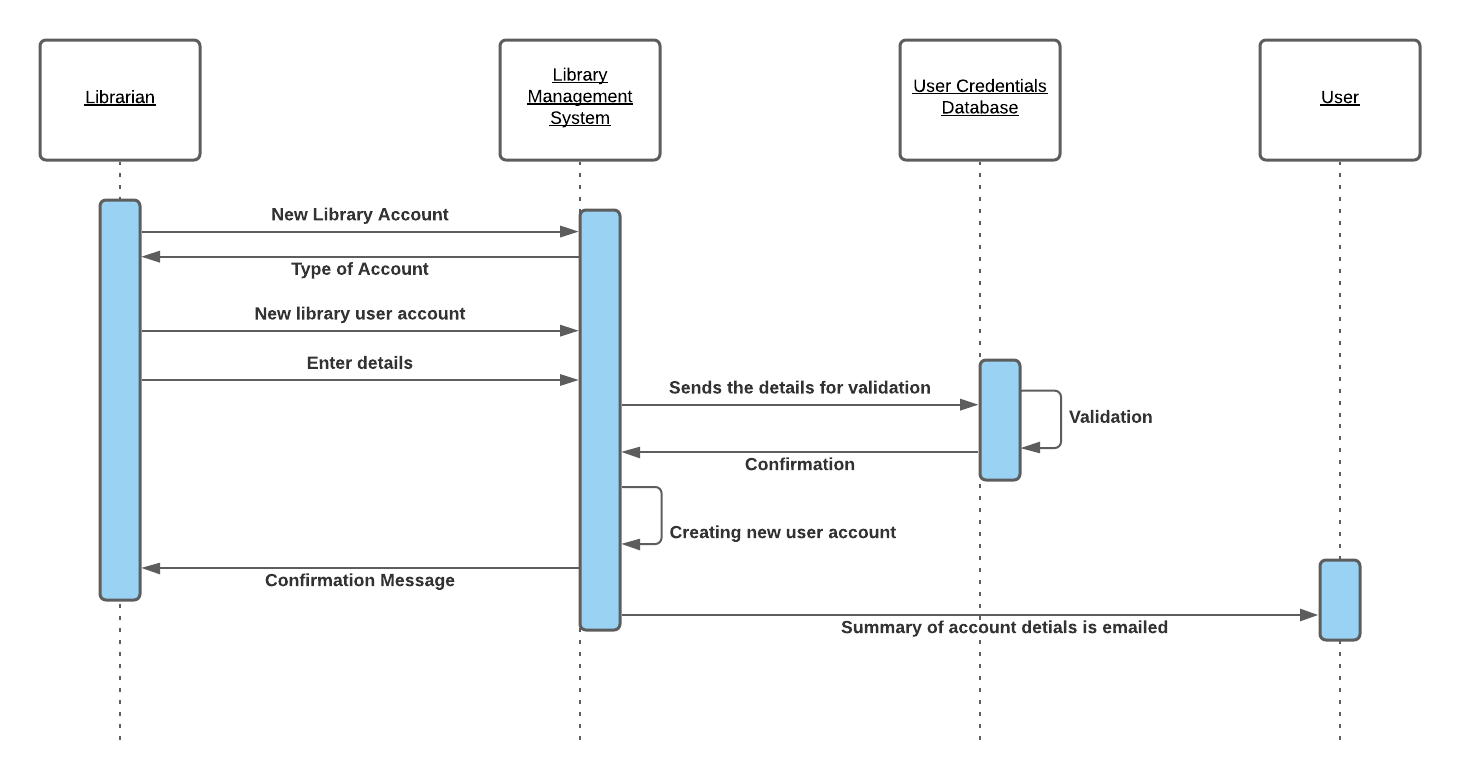 Librarian
Library
Management
System
User Credentials
Database
User
New Library Account
Type of Account
New library user account
Enter details
Sends the details for validation
Validation
Confirmation
Creating new user account
Confirmation Message
Summary of account detials is emailed